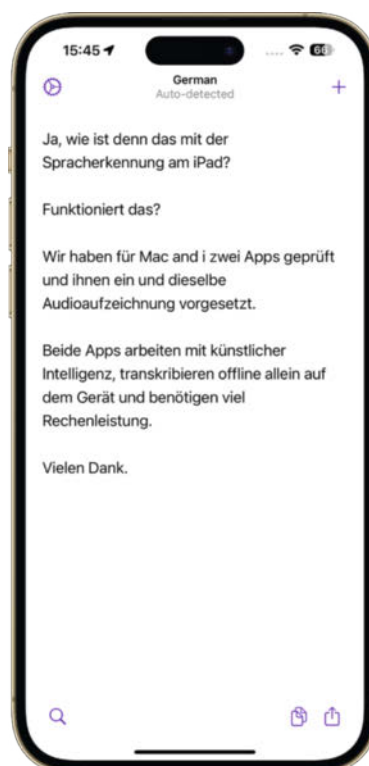 15:45
66
German
Auto-detected
Ja, wie ist denn das mit der
Spracherkennung am iPad?
Funktioniert das?
Wir haben für Mac and i zwei Apps geprüft
und ihnen ein und dieselbe
Audioaufzeichnung vorgesetzt.
Beide Apps arbeiten mit künstlicher
Intelligenz, transkribieren offline allein auf
dem Gerät und benötigen viel
Rechenleistung.
Vielen Dank.